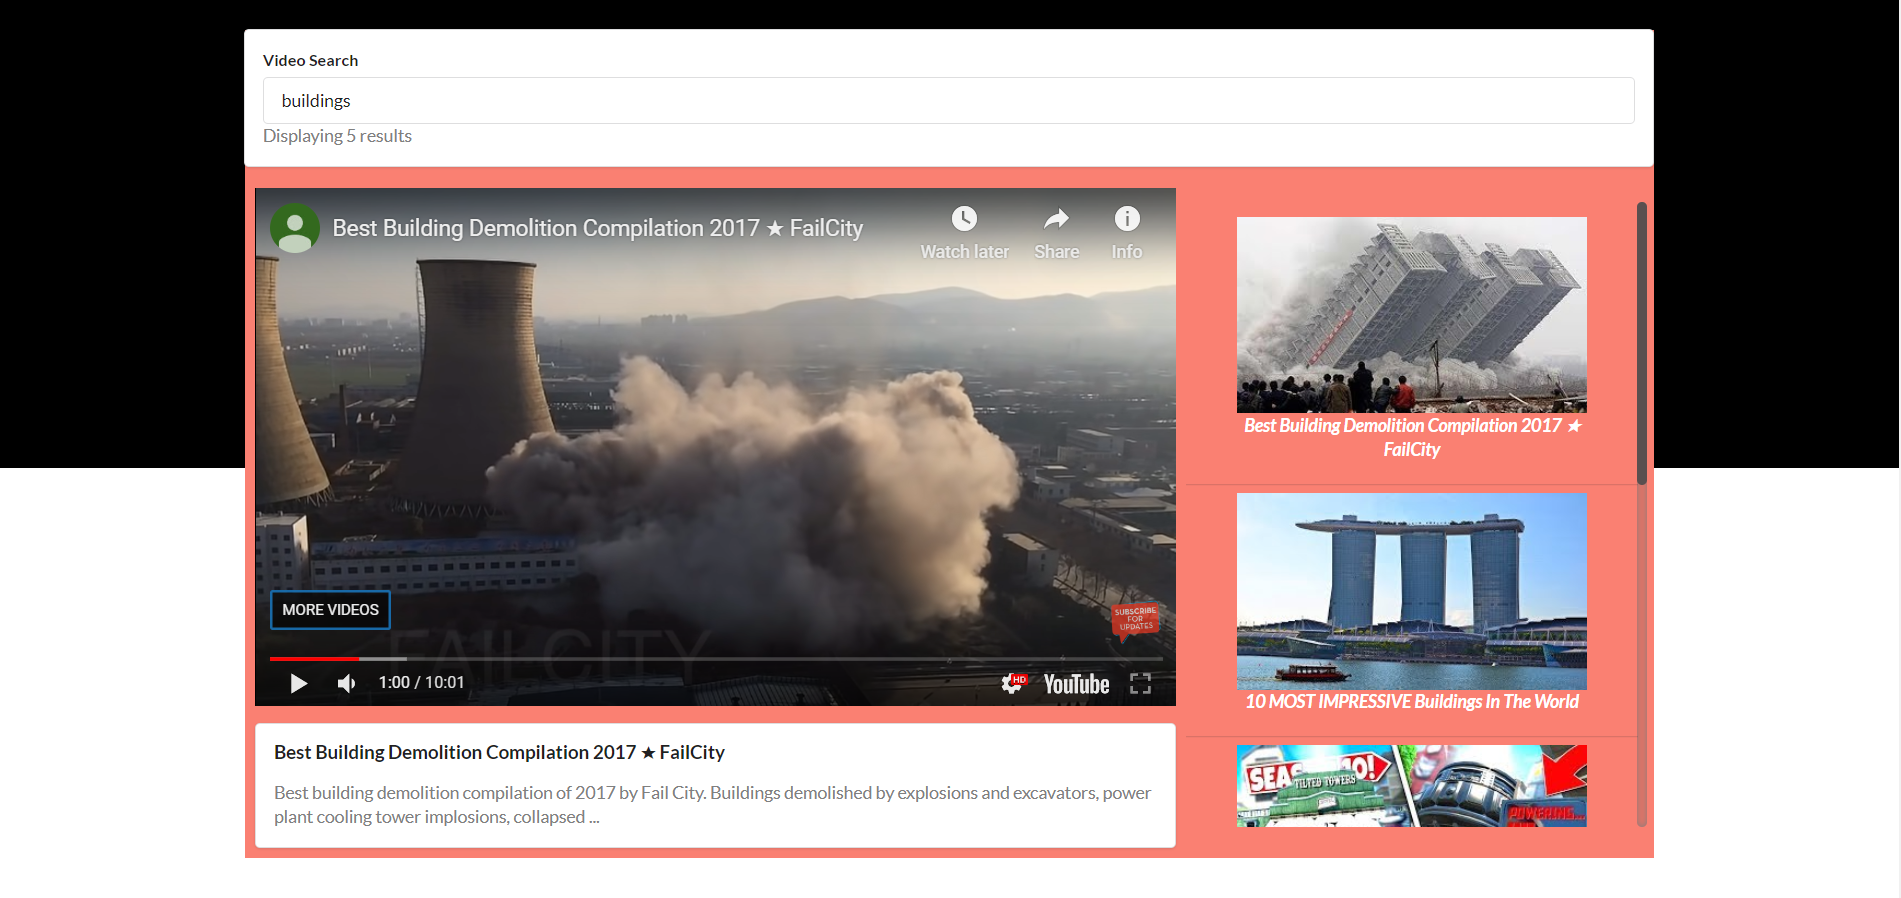 Video Search
buildings
Displaying 5 results
Best Building Demolition Compilation 2017 ★ FailCity
Watch later
Share
Info
MORE VIDEOS
SUBSCRIBE
FOR
UPDATES
FAIL CITY
1:00 / 10:01
HD
YouTube
Best Building Demolition Compilation 2017 ★ FailCity
Best building demolition compilation of 2017 by Fail City. Buildings demolished by explosions and excavators, power
plant cooling tower implosions, collapsed ...
Best Building Demolition Compilation 2017 ★
FailCity
10 MOST IMPRESSIVE Buildings In The World
TILTED TOWERS
POWERING...